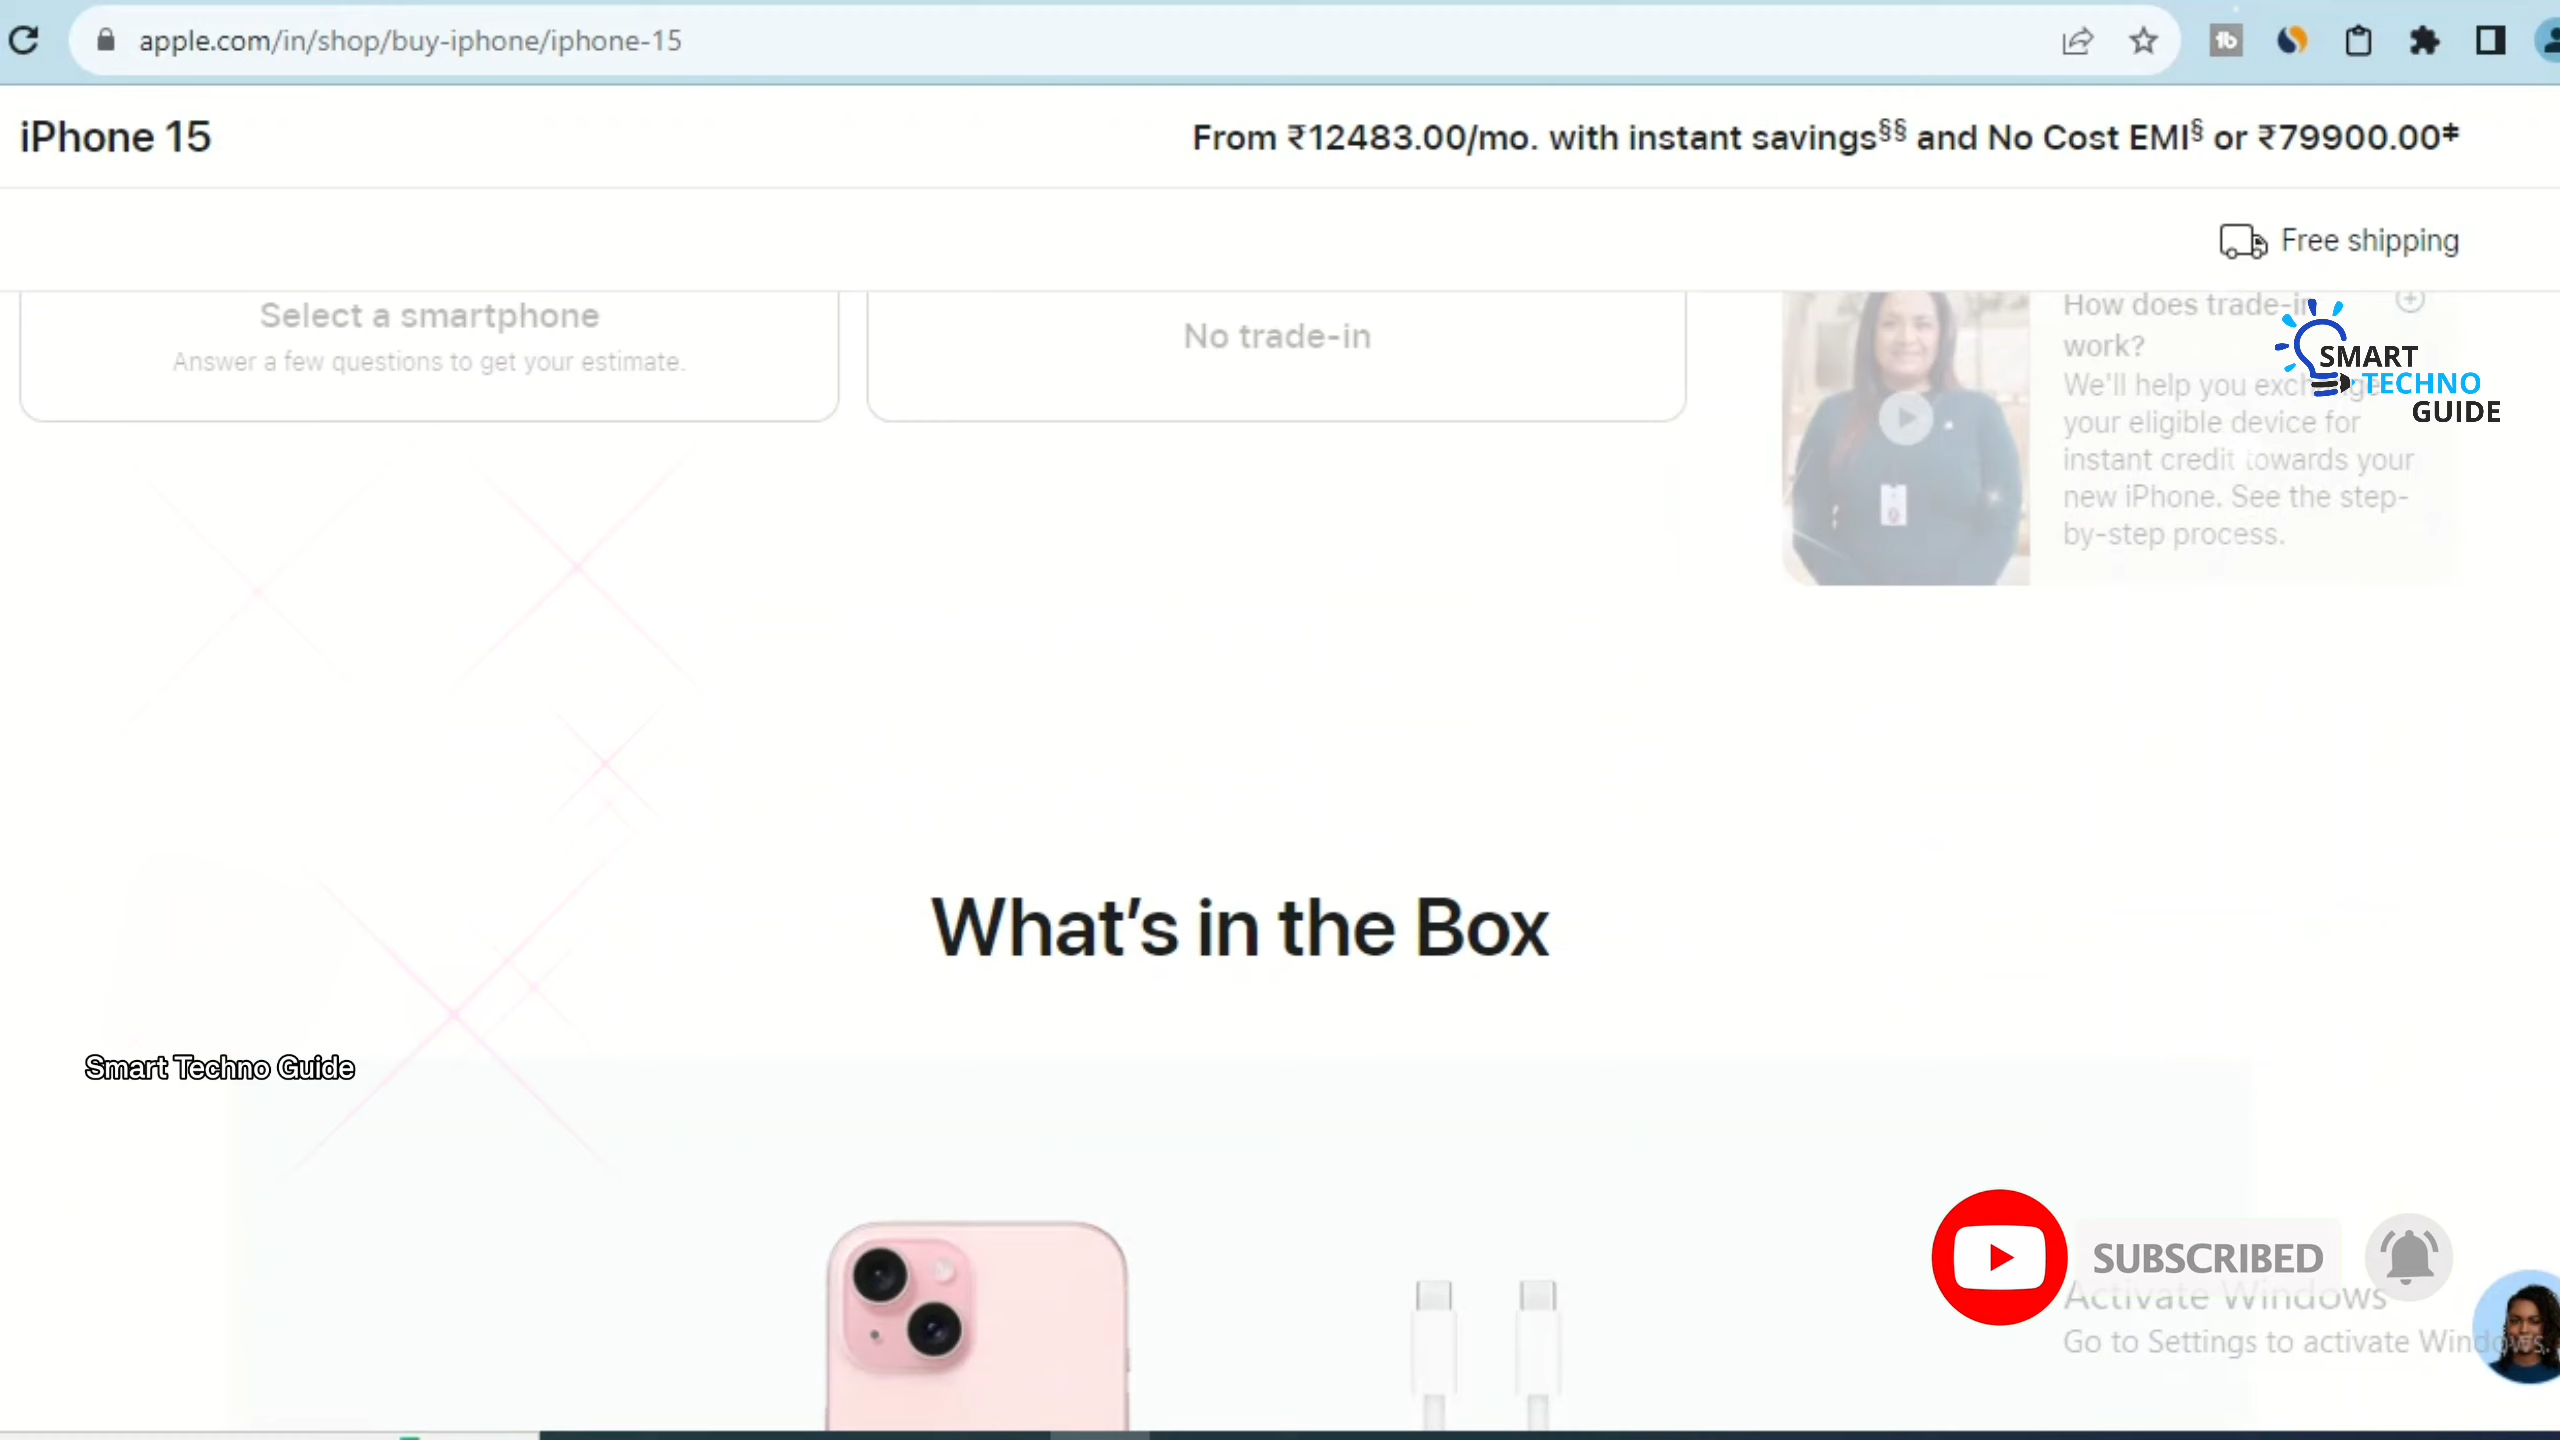 apple.com/in/shop/buy-iphone/iphone-15
iPhone 15
From ₹12483.00/mo. with instant savings§§ and No Cost EMI§ or ₹79900.00‡
Free shipping
Select a smartphone
Answer a few questions to get your estimate.
No trade-in
How does trade-in
work?
We'll help you exchange
your eligible device for
instant credit towards your
new iPhone. See the step-
by-step process.
SMART
TECHNO
GUIDE
What's in the Box
Smart Techno Guide
SUBSCRIBED
Activate Windows
Go to Settings to activate Windows.